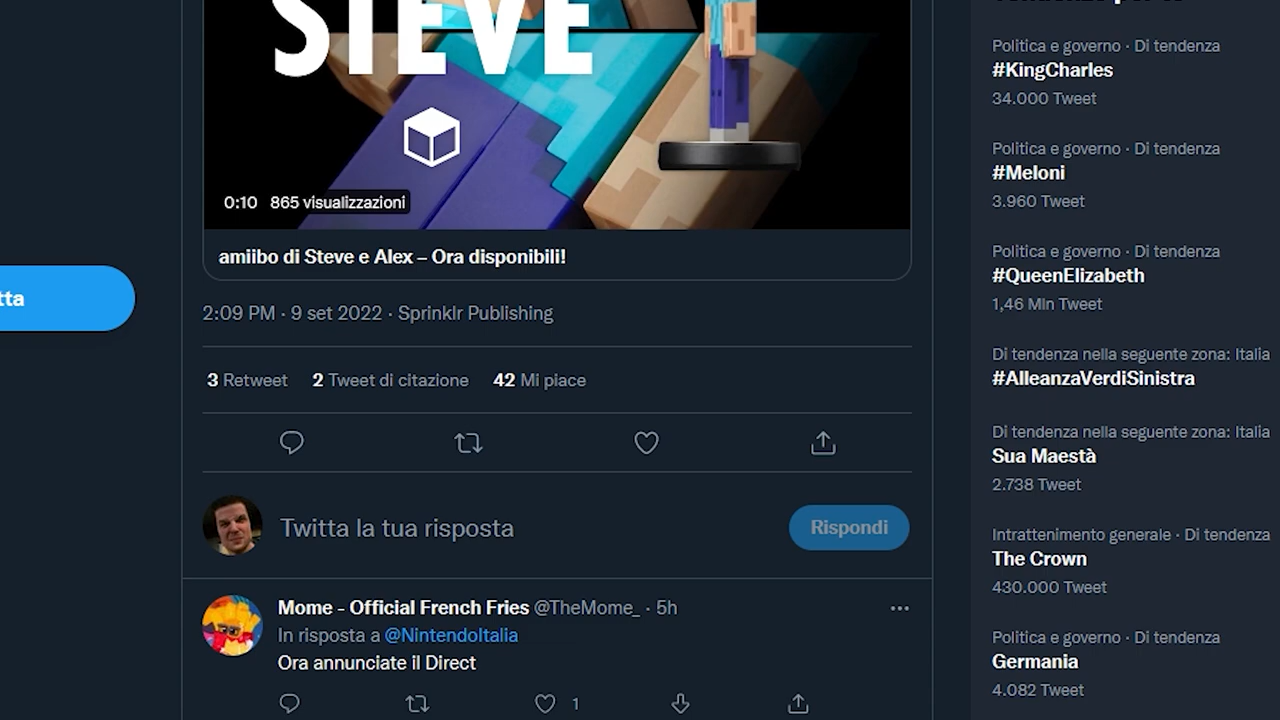 STEVE
0:10 865 visualizzazioni
amiibo di Steve e Alex – Ora disponibili!
2:09 PM · 9 set 2022 · Sprinklr Publishing
3 Retweet 2 Tweet di citazione 42 Mi piace
Twitta la tua risposta
Rispondi
Mome - Official French Fries @TheMome_ · 5h
In risposta a @NintendoItalia
Ora annunciate il Direct
1
tta
Politica e governo · Di tendenza
#KingCharles
34.000 Tweet
Politica e governo · Di tendenza
#Meloni
3.960 Tweet
Politica e governo · Di tendenza
#QueenElizabeth
1,46 Mln Tweet
Di tendenza nella seguente zona: Italia
#AlleanzaVerdiSinistra
Di tendenza nella seguente zona: Italia
Sua Maestà
2.738 Tweet
Intrattenimento generale · Di tendenza
The Crown
430.000 Tweet
Politica e governo · Di tendenza
Germania
4.082 Tweet